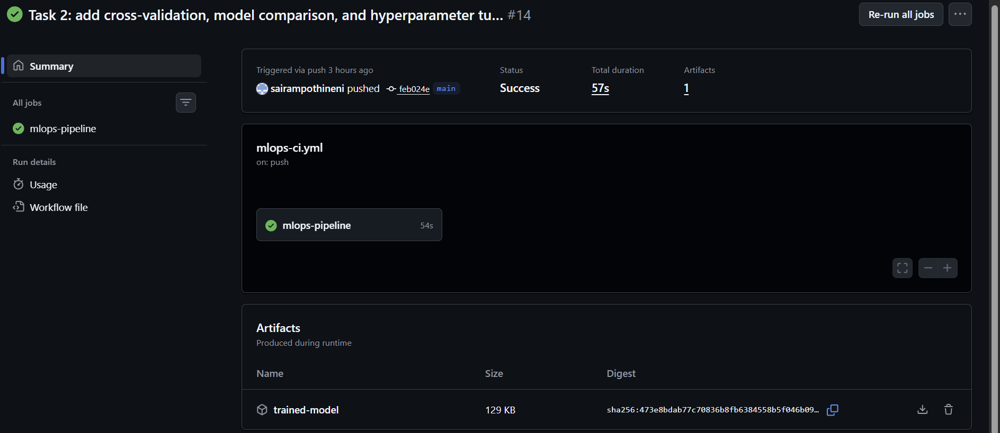 Task 2: add cross-validation, model comparison, and hyperparameter tu... #14
Re-run all jobs
Summary
All jobs
mlops-pipeline
Run details
Usage
Workflow file
Triggered via push 3 hours ago
sairampothineni pushed feb024e main
Status
Success
Total duration
57s
Artifacts
1
mlops-ci.yml
on: push
mlops-pipeline 54s
Artifacts
Produced during runtime
Name Size Digest
trained-model 129 KB sha256:473e8bdab77c70836b8fb6384558b5f046b09…